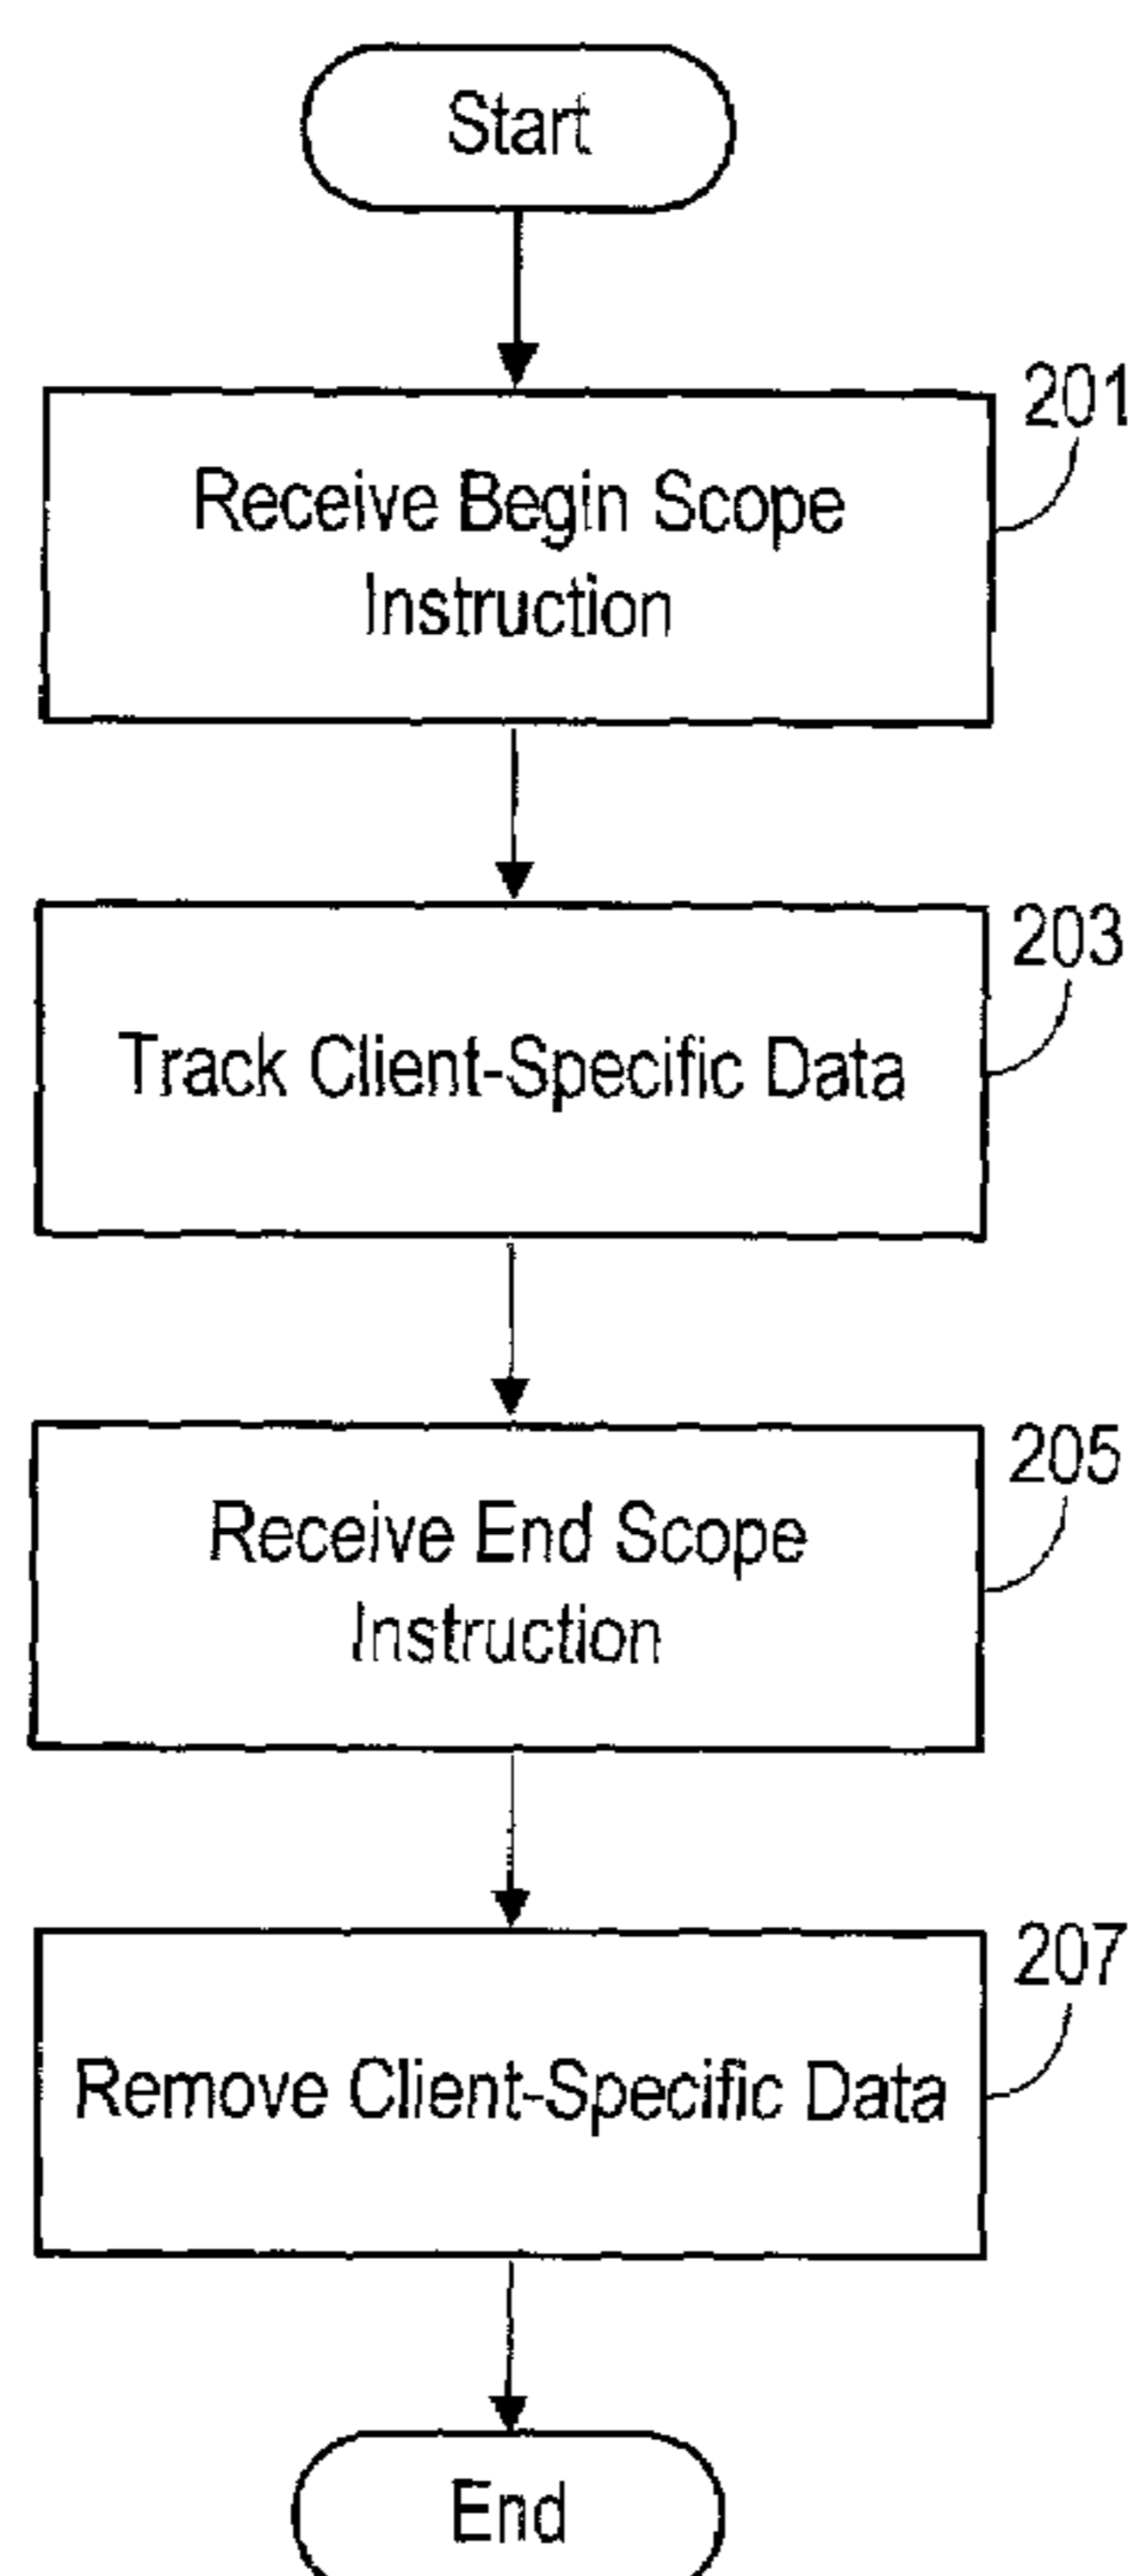 Start
201
Receive Begin Scope
Instruction
203
Track Client-Specific Data
205
Receive End Scope
Instruction
207
Remove Client-Specific Data
End